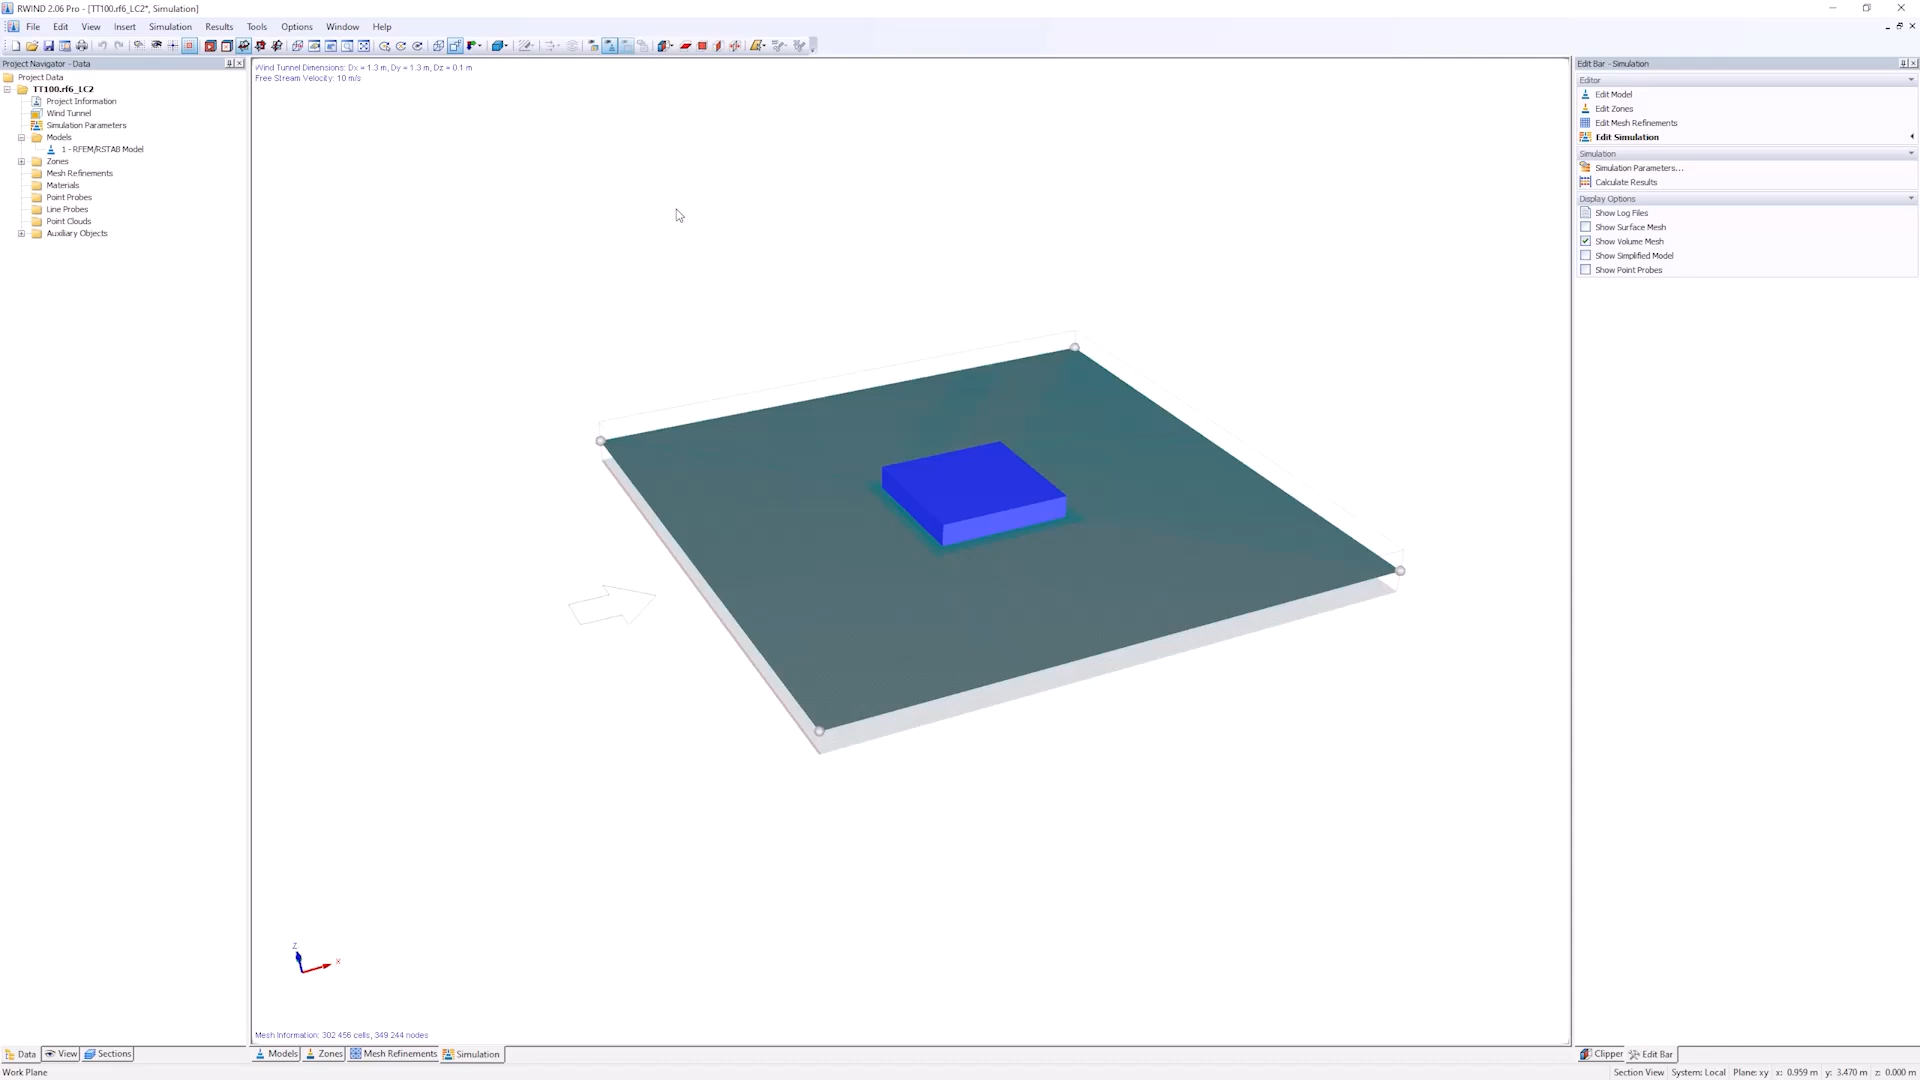 RWIND 2.06 Pro - [TT100.rf6_LC2*, Simulation]
File Edit View Insert Simulation Results Tools Options Window Help
Project Navigator - Data
Project Data
TT100.rf6_LC2
Project Information
Wind Tunnel
Simulation Parameters
Models
1 - RFEM/RSTAB Model
Zones
Mesh Refinements
Materials
Point Probes
Line Probes
Point Clouds
Auxiliary Objects
Data View Sections
Wind Tunnel Dimensions: Dx = 1.3 m, Dy = 1.3 m, Dz = 0.1 m
Free Stream Velocity: 10 m/s
Z
X
Mesh Information: 302 456 cells, 349 244 nodes
Models Zones Mesh Refinements Simulation
Edit Bar - Simulation
Editor
Edit Model
Edit Zones
Edit Mesh Refinements
Edit Simulation
Simulation
Simulation Parameters...
Calculate Results
Display Options
Show Log Files
Show Surface Mesh
Show Volume Mesh
Show Simplified Model
Show Point Probes
Clipper Edit Bar
Work Plane
Section View System: Local Plane: xy x: 0.959 m y: 3.470 m z: 0.000 m